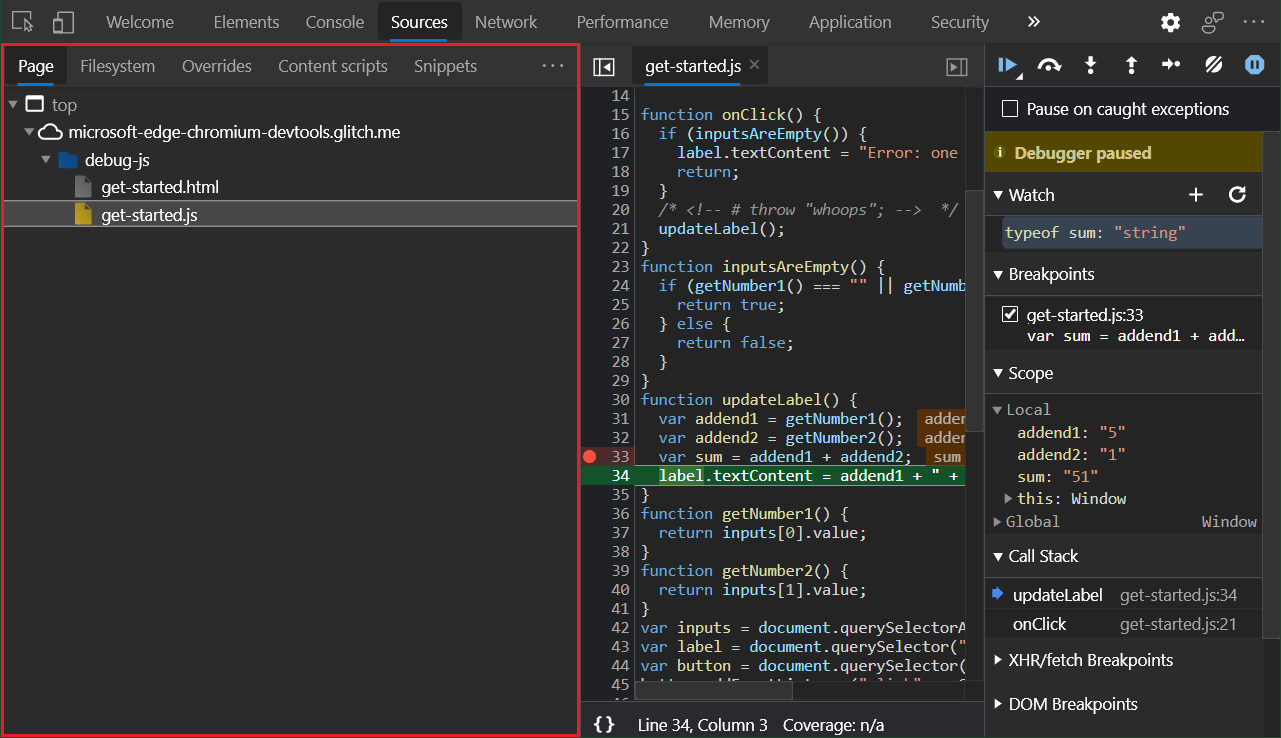 Welcome Elements Console Sources Network Performance Memory Application Security
Page Filesystem Overrides Content scripts Snippets
top
microsoft-edge-chromium-devtools.glitch.me
debug-js
get-started.html
get-started.js
get-started.js
14
15 function onClick() {
16 if (inputsAreEmpty()) {
17 label.textContent = "Error: one
18 return;
19 }
20 /* <!-- # throw "whoops"; --> */
21 updateLabel();
22 }
23 function inputsAreEmpty() {
24 if (getNumber1() === "" || getNumb
25 return true;
26 } else {
27 return false;
28 }
29 }
30 function updateLabel() {
31 var addend1 = getNumber1(); adden
32 var addend2 = getNumber2(); adden
33 var sum = addend1 + addend2; sum
34 label.textContent = addend1 + " +
35 }
36 function getNumber1() {
37 return inputs[0].value;
38 }
39 function getNumber2() {
40 return inputs[1].value;
41 }
42 var inputs = document.querySelectorA
43 var label = document.querySelector("
44 var button = document.querySelector(
45
{} Line 34, Column 3 Coverage: n/a
Pause on caught exceptions
Debugger paused
Watch
typeof sum: "string"
Breakpoints
get-started.js:33
var sum = addend1 + add…
Scope
Local
addend1: "5"
addend2: "1"
sum: "51"
this: Window
Global Window
Call Stack
updateLabel get-started.js:34
onClick get-started.js:21
XHR/fetch Breakpoints
DOM Breakpoints